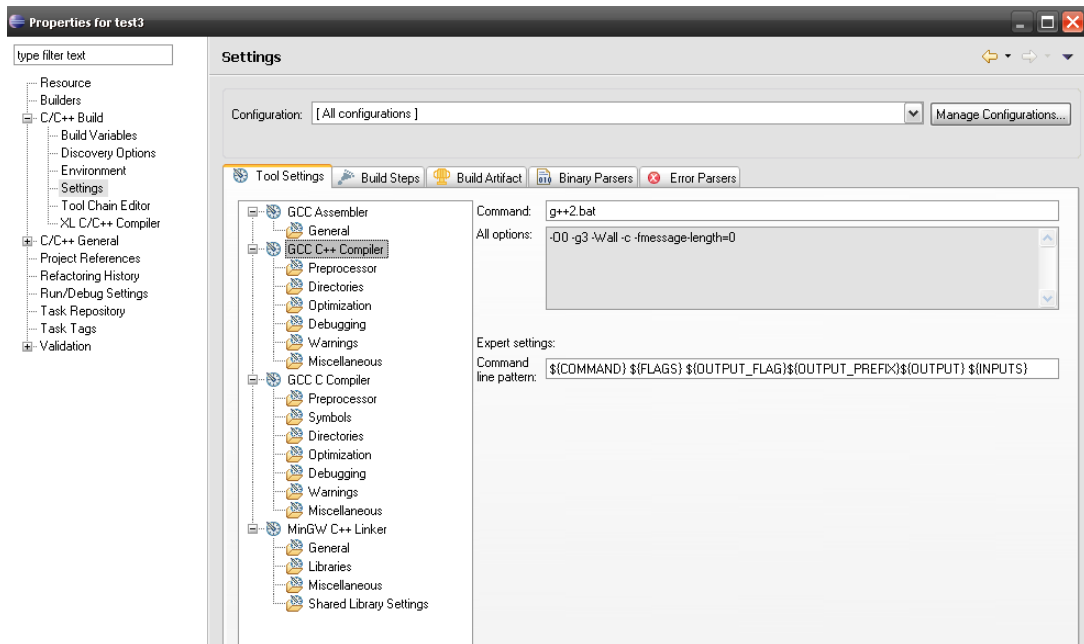 Properties for test3
type filter text
Resource
Builders
C/C++ Build
Build Variables
Discovery Options
Environment
Settings
Tool Chain Editor
XL C/C++ Compiler
C/C++ General
Project References
Refactoring History
Run/Debug Settings
Task Repository
Task Tags
Validation
Settings
Configuration: [ All configurations ] Manage Configurations...
Tool Settings Build Steps Build Artifact Binary Parsers Error Parsers
GCC Assembler
General
GCC C++ Compiler
Preprocessor
Directories
Optimization
Debugging
Warnings
Miscellaneous
GCC C Compiler
Preprocessor
Symbols
Directories
Optimization
Debugging
Warnings
Miscellaneous
MinGW C++ Linker
General
Libraries
Miscellaneous
Shared Library Settings
Command: g++2.bat
All options: -O0 -g3 -Wall -c -fmessage-length=0
Expert settings:
Command
line pattern: ${COMMAND} ${FLAGS} ${OUTPUT_FLAG}${OUTPUT_PREFIX}${OUTPUT} ${INPUTS}